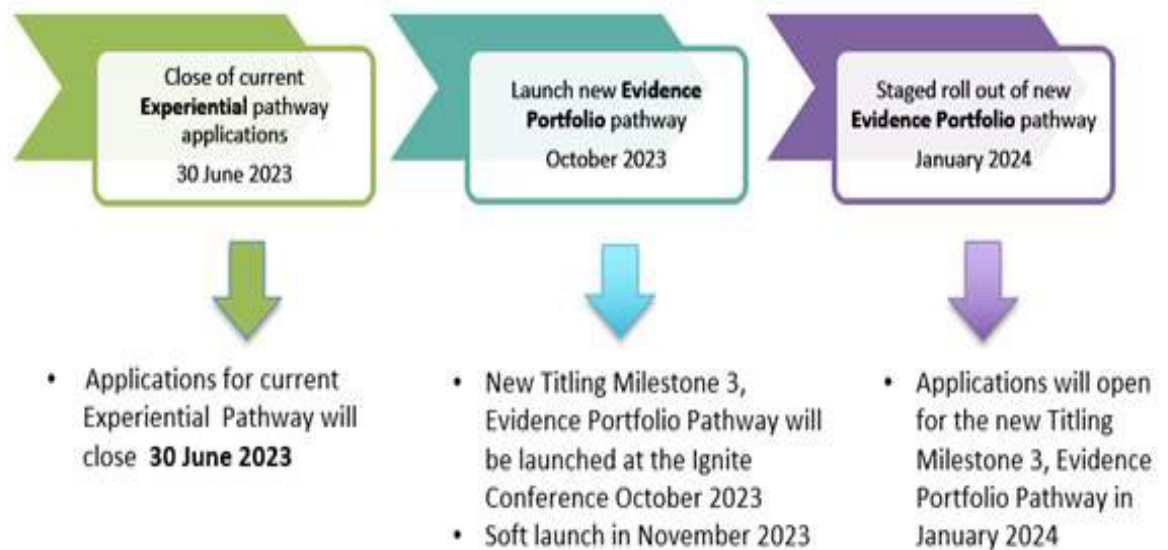 Close of current
Experiential pathway
applications
30 June 2023
Launch new Evidence
Portfolio pathway
October 2023
Staged roll out of new
Evidence Portfolio pathway
January 2024
• Applications for current
Experiential Pathway will
close 30 June 2023
• New Titling Milestone 3,
Evidence Portfolio Pathway will
be launched at the Ignite
Conference October 2023
• Soft launch in November 2023
• Applications will open
for the new Titling
Milestone 3, Evidence
Portfolio Pathway in
January 2024